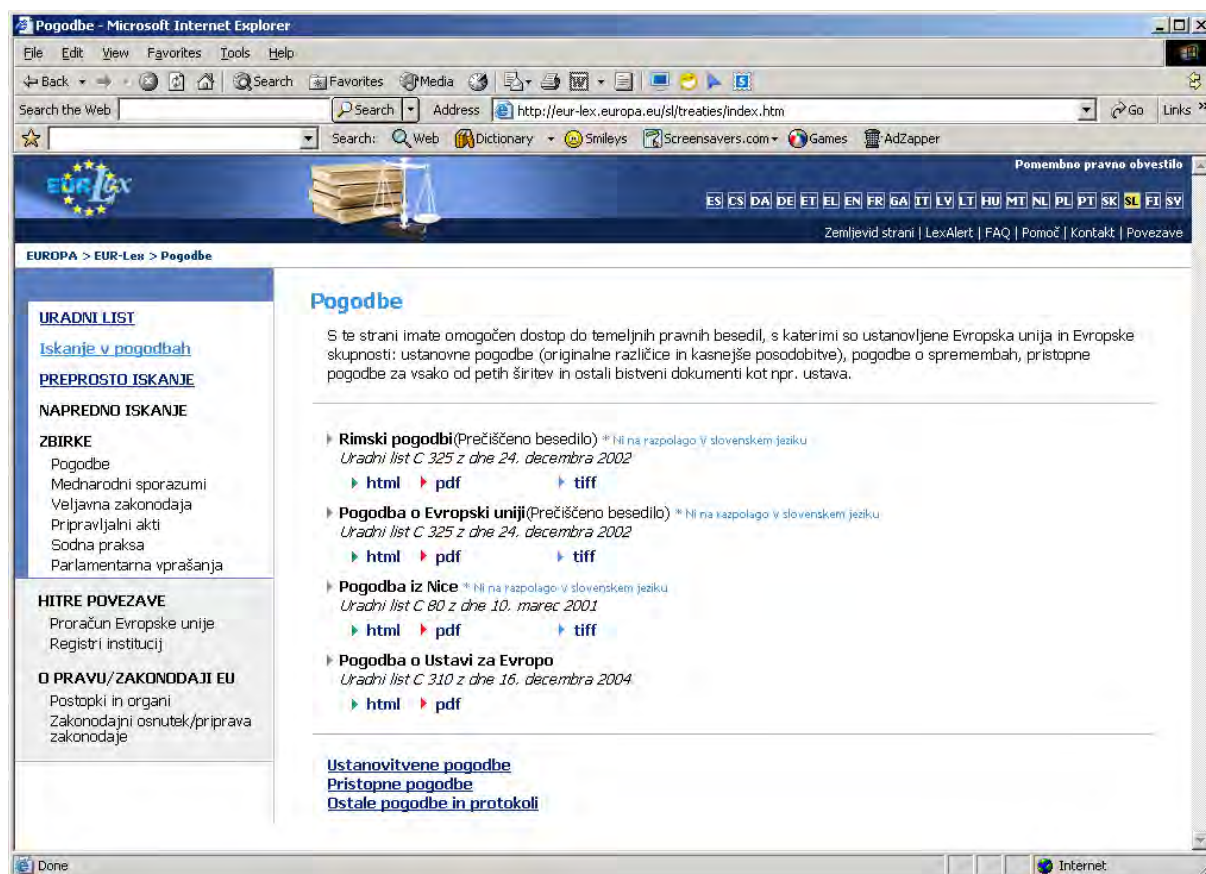 Pogodbe - Microsoft Internet Explorer
File Edit View Favorites Tools Help
Back Search Favorites Media
Search the Web Search Address http://eur-lex.europa.eu/sl/treaties/index.htm Go Links »
Search: Web Dictionary Smileys Screensavers.com Games AdZapper
Pomembno pravno obvestilo
EUR Lex
ES CS DA DE ET EL EN FR GA IT LV LT HU MT NL PL PT SK SL FI SV
Zemljevid strani | LexAlert | FAQ | Pomoč | Kontakt | Povezave
EUROPA > EUR-Lex > Pogodbe
URADNI LIST
Iskanje v pogodbah
PREPROSTO ISKANJE
NAPREDNO ISKANJE
ZBIRKE
Pogodbe
Mednarodni sporazumi
Veljavna zakonodaja
Pripravljalni akti
Sodna praksa
Parlamentarna vprašanja
HITRE POVEZAVE
Proračun Evropske unije
Registri institucij
O PRAVU/ZAKONODAJI EU
Postopki in organi
Zakonodajni osnutek/priprava
zakonodaje
Pogodbe
S te strani imate omogočen dostop do temeljnih pravnih besedil, s katerimi so ustanovljene Evropska unija in Evropske
skupnosti: ustanovne pogodbe (originalne različice in kasnejše posodobitve), pogodbe o spremembah, pristopne
pogodbe za vsako od petih širitev in ostali bistveni dokumenti kot npr. ustava.
Rimski pogodbi(Prečiščeno besedilo) * Ni na razpolago v slovenskem jeziku
Uradni list C 325 z dne 24. decembra 2002
html pdf tiff
Pogodba o Evropski uniji(Prečiščeno besedilo) * Ni na razpolago v slovenskem jeziku
Uradni list C 325 z dne 24. decembra 2002
html pdf tiff
Pogodba iz Nice * Ni na razpolago v slovenskem jeziku
Uradni list C 80 z dne 10. marec 2001
html pdf tiff
Pogodba o Ustavi za Evropo
Uradni list C 310 z dne 16. decembra 2004
html pdf
Ustanovitvene pogodbe
Pristopne pogodbe
Ostale pogodbe in protokoli
Done Internet